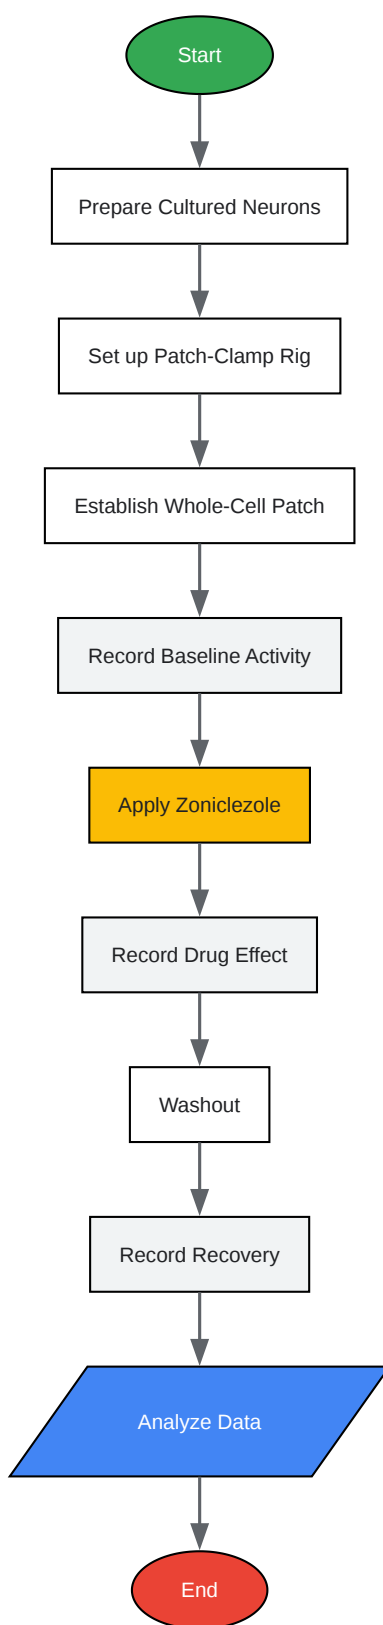 Start
Prepare Cultured Neurons
Set up Patch-Clamp Rig
Establish Whole-Cell Patch
Record Baseline Activity
Apply Zoniclezole
Record Drug Effect
Washout
Record Recovery
Analyze Data
End